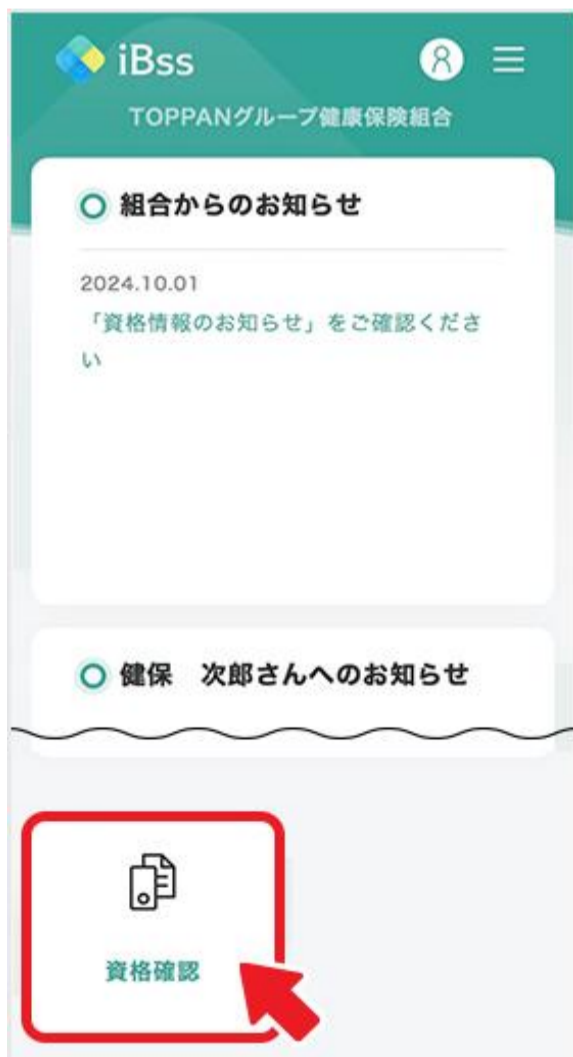 iBss
TOPPANグループ健康保険組合
組合からのお知らせ
2024.10.01
「資格情報のお知らせ」をご確認くださ
い
健保　次郎さんへのお知らせ
資格確認